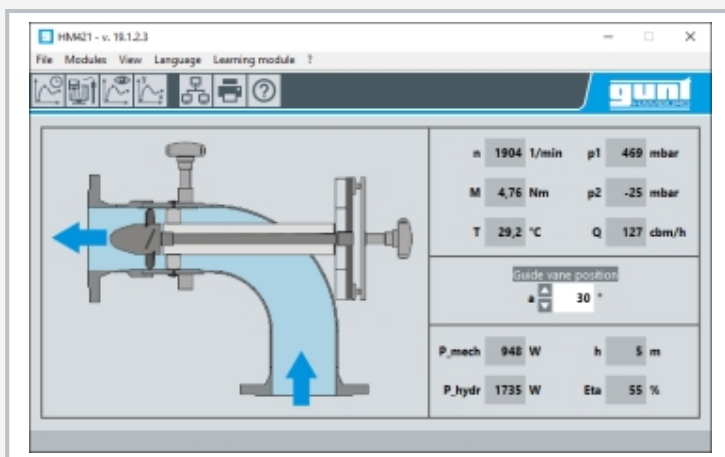 HM421 - v. 19.1.2.3
File Modules View Language Learning module ?
gunt
HAMBURG
n 1904 1/min p1 469 mbar
M 4,76 Nm p2 -25 mbar
T 29,2 °C Q 127 cbm/h
Guide vane position
a 30 °
P_mech 948 W h 5 m
P_hydr 1735 W Eta 55 %